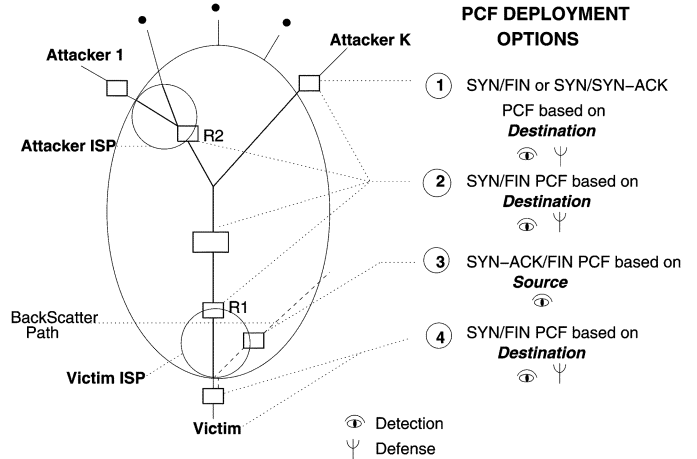 PCF DEPLOYMENT
OPTIONS
Attacker 1
Attacker K
R2
Attacker ISP
R1
BackScatter
Path
Victim ISP
Victim
1 SYN/FIN or SYN/SYN−ACK
PCF based on
Destination
2 SYN/FIN PCF based on
Destination
3 SYN−ACK/FIN PCF based on
Source
4 SYN/FIN PCF based on
Destination
Detection
Defense